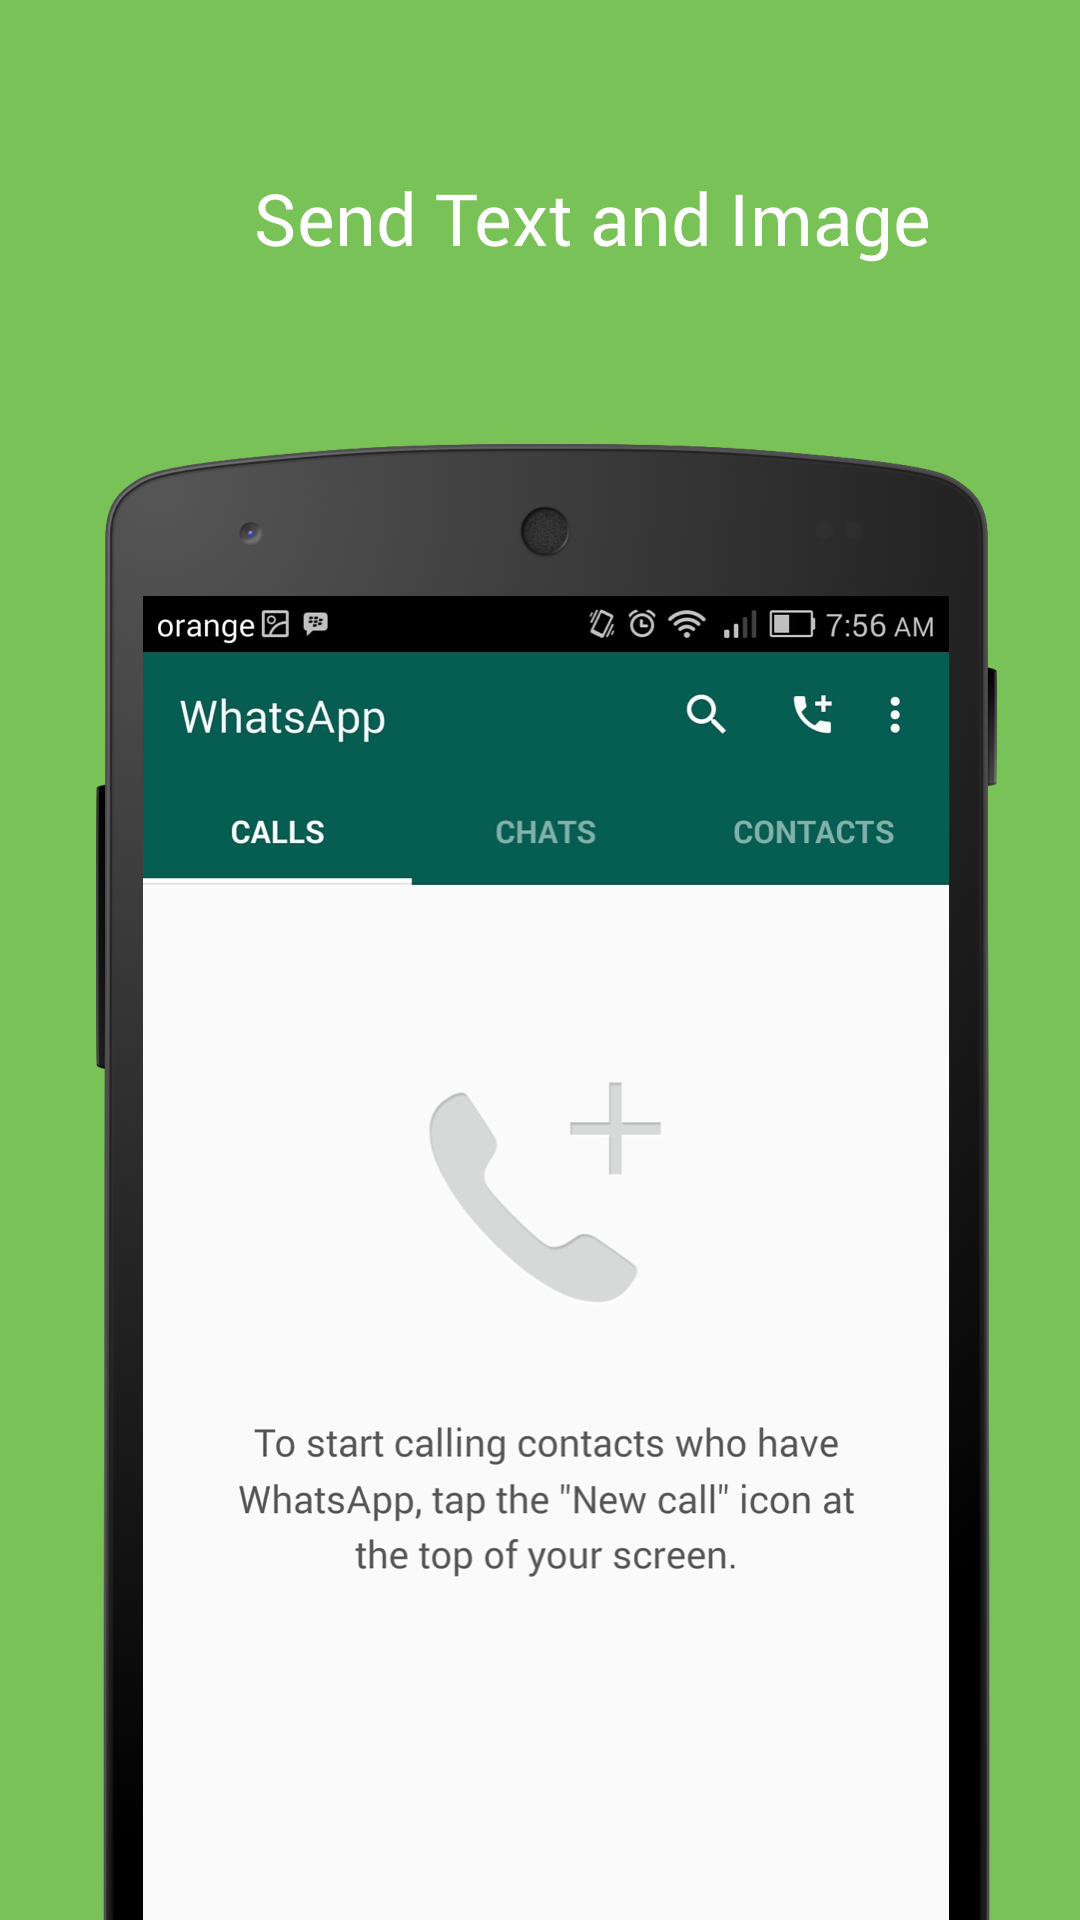 Send Text and Image
orange 7:56 AM
WhatsApp
CALLS CHATS CONTACTS
To start calling contacts who have
WhatsApp, tap the "New call" icon at
the top of your screen.